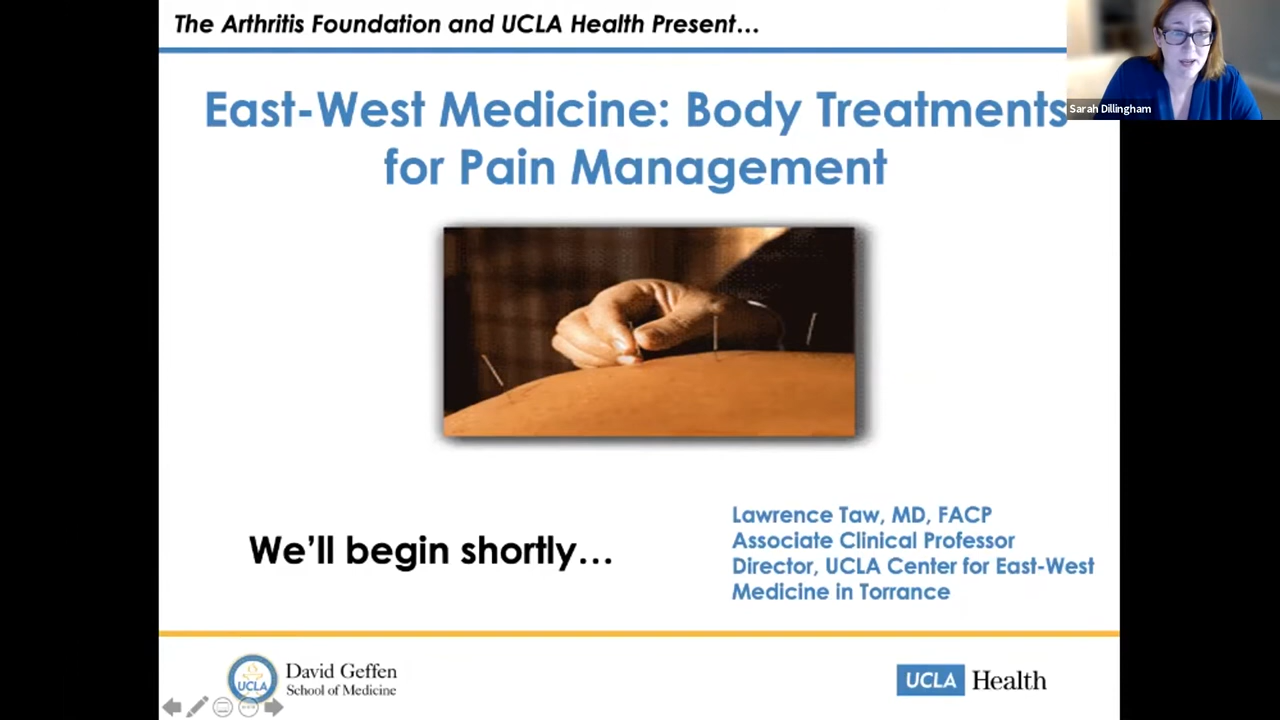 The Arthritis Foundation and UCLA Health Present…
Sarah Dillingham
East-West Medicine: Body Treatments
for Pain Management
We'll begin shortly…
Lawrence Taw, MD, FACP
Associate Clinical Professor
Director, UCLA Center for East-West
Medicine in Torrance
UCLA
David Geffen
School of Medicine
UCLA Health